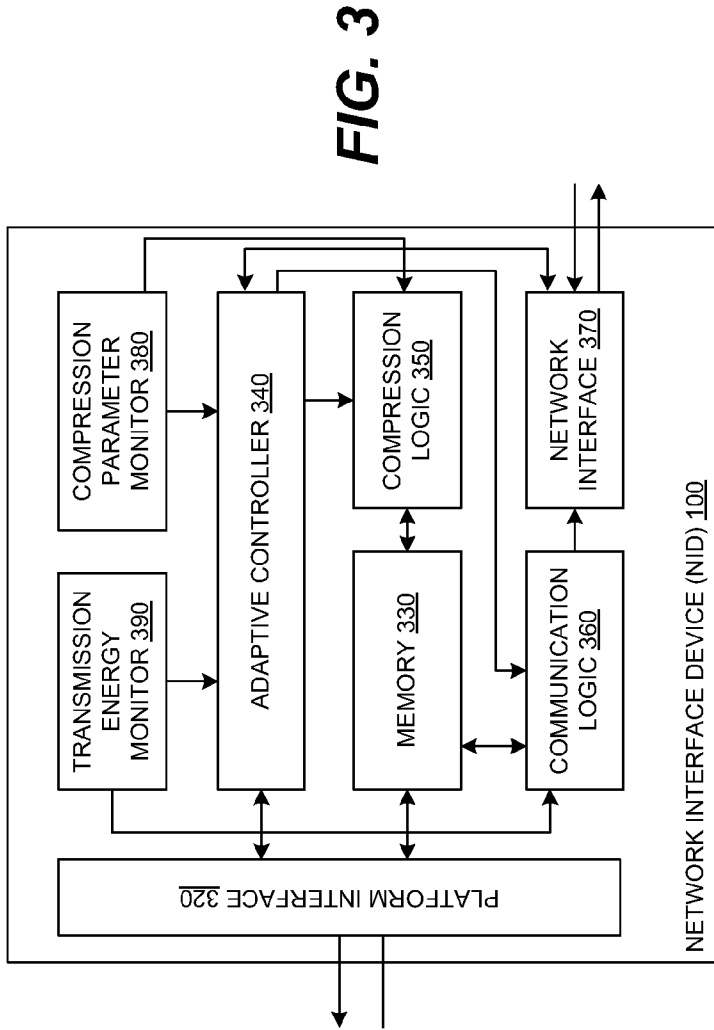 FIG. 3
TRANSMISSION
ENERGY
MONITOR 390
COMPRESSION
PARAMETER
MONITOR 380
ADAPTIVE CONTROLLER 340
PLATFORM INTERFACE 320
MEMORY 330
COMPRESSION
LOGIC 350
COMMUNICATION
LOGIC 360
NETWORK
INTERFACE 370
NETWORK INTERFACE DEVICE (NID) 100